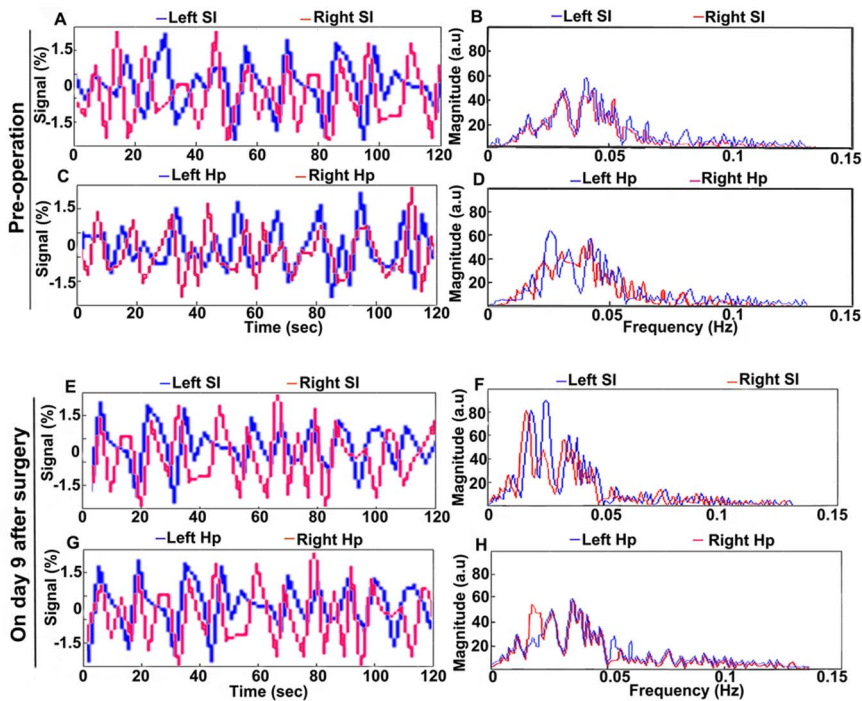 Pre-operation
A
Left SI
Right SI
Signal (%)
1.5
0
-1.5
0 20 40 60 80 100 120
B
Left SI
Right SI
Magnitude (a.u)
80
60
40
20
0 0.05 0.1 0.15
C
Left Hp
Right Hp
Signal (%)
1.5
0
-1.5
0 20 40 60 80 100 120
Time (sec)
D
Left Hp
Right Hp
Magnitude (a.u)
80
60
40
20
0 0.05 0.1 0.15
Frequency (Hz)
On day 9 after surgery
E
Left SI
Right SI
Signal (%)
1.5
0
-1.5
0 20 40 60 80 100 120
F
Left SI
Right SI
Magnitude (a.u)
80
60
40
20
0 0.05 0.1 0.15
G
Left Hp
Right Hp
Signal (%)
1.5
0
-1.5
0 20 40 60 80 100 120
Time (sec)
H
Left Hp
Right Hp
Magnitude (a.u)
80
60
40
20
0 0.05 0.1 0.15
Frequency (Hz)